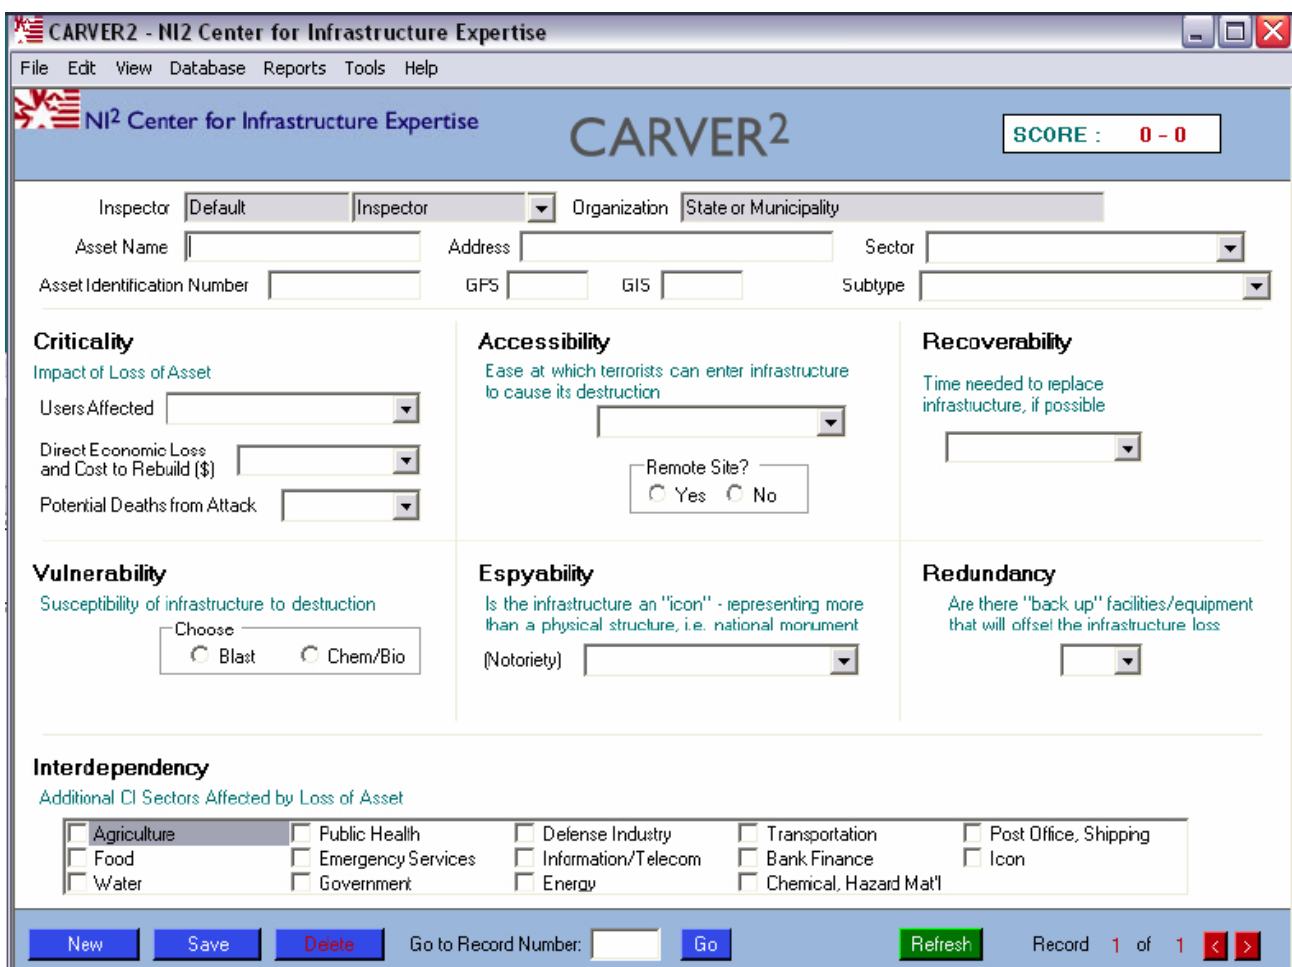 CARVER2 - NI2 Center for Infrastructure Expertise
File Edit View Database Reports Tools Help
NI² Center for Infrastructure Expertise
CARVER²
SCORE : 0 - 0
Inspector Default Inspector Organization State or Municipality
Asset Name Address Sector
Asset Identification Number GPS GIS Subtype
Criticality Accessibility Recoverability
Impact of Loss of Asset
Ease at which terrorists can enter infrastructure
to cause its destruction
Time needed to replace
infrastructure, if possible
Users Affected
Direct Economic Loss
and Cost to Rebuild ($)
Remote Site?
Yes No
Potential Deaths from Attack
Vulnerability Espyability Redundancy
Susceptibility of infrastructure to destruction
Is the infrastructure an "icon" - representing more
than a physical structure, i.e. national monument
Are there "back up" facilities/equipment
that will offset the infrastructure loss
Choose
Blast Chem/Bio
(Notoriety)
Interdependency
Additional CI Sectors Affected by Loss of Asset
Agriculture Public Health Defense Industry Transportation Post Office, Shipping
Food Emergency Services Information/Telecom Bank Finance Icon
Water Government Energy Chemical, Hazard Mat'l
New Save Delete Go to Record Number: Go Refresh Record 1 of 1 < >